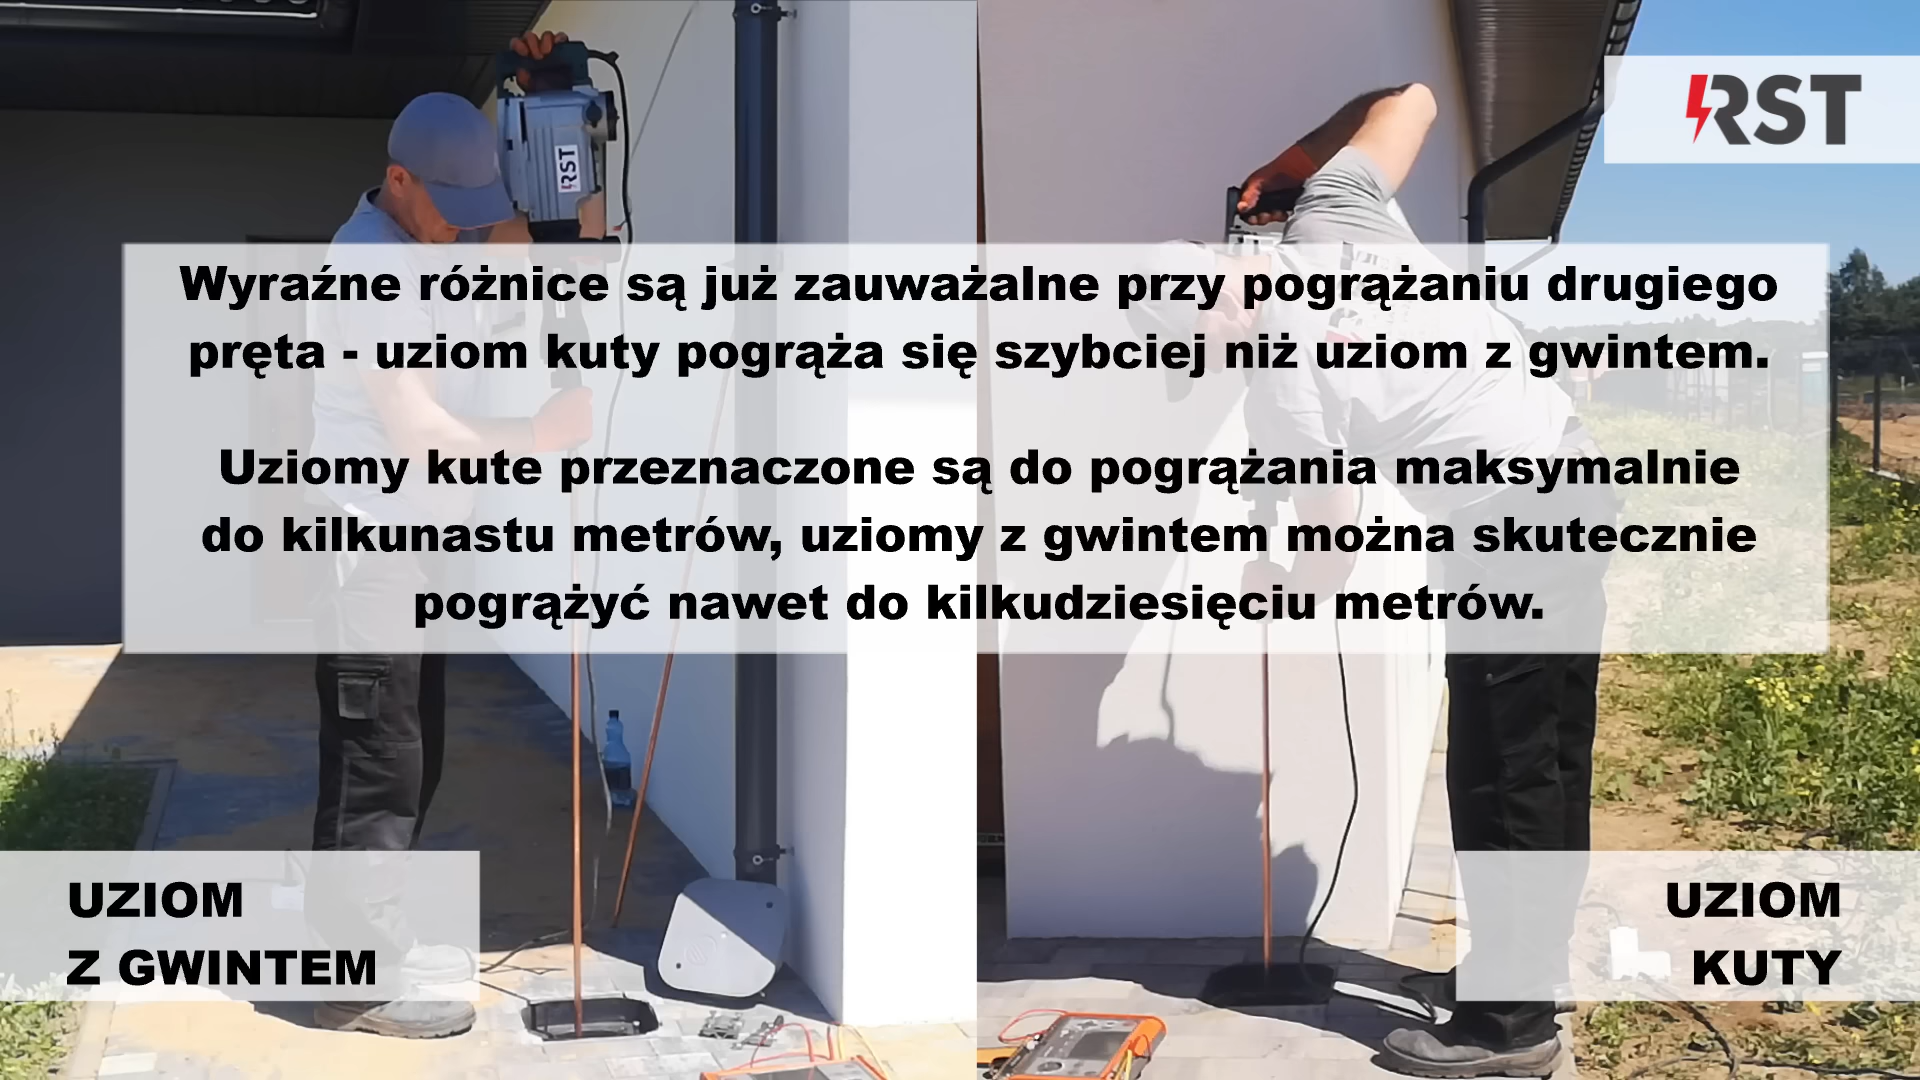 RST
RST
Wyraźne różnice są już zauważalne przy pogrążaniu drugiego
pręta - uziom kuty pogrąża się szybciej niż uziom z gwintem.
Uziomy kute przeznaczone są do pogrążania maksymalnie
do kilkunastu metrów, uziomy z gwintem można skutecznie
pogrążyć nawet do kilkudziesięciu metrów.
UZIOM
Z GWINTEM
UZIOM
KUTY